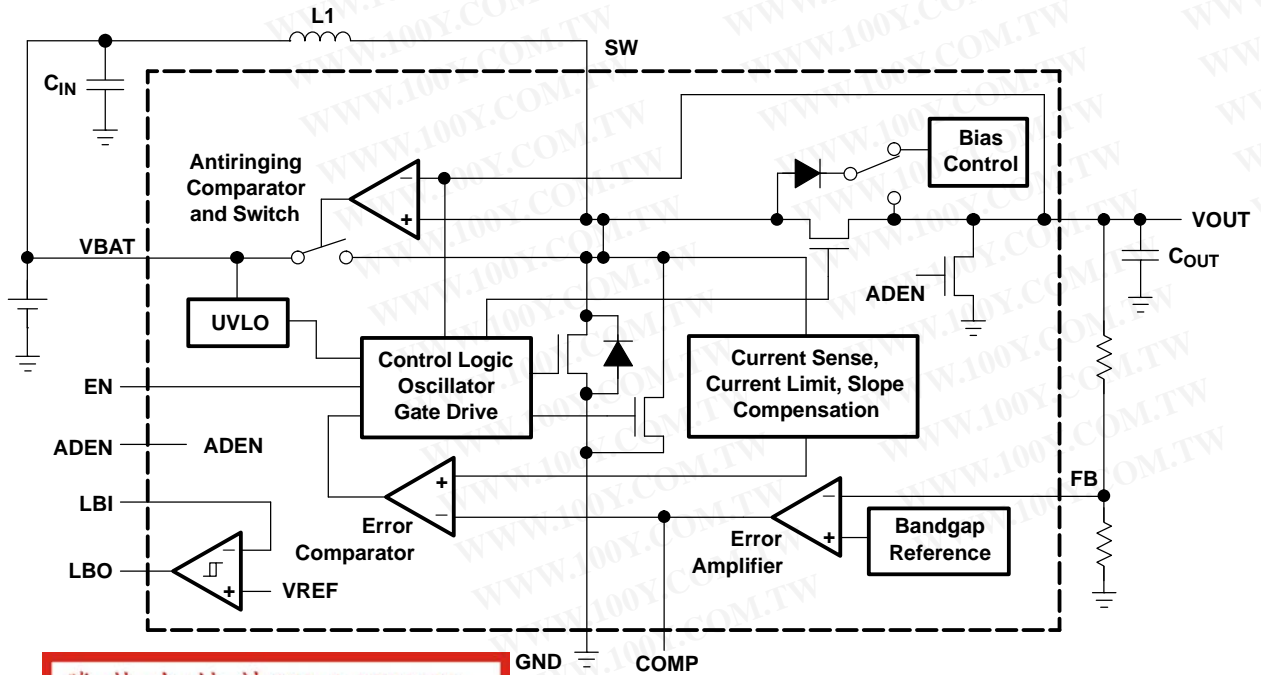 L1
SW
CIN
Antiringing
Comparator
and Switch
Bias
Control
VBAT
VOUT
COUT
ADEN
UVLO
Control Logic
Oscillator
Gate Drive
Current Sense,
Current Limit, Slope
Compensation
EN
ADEN
ADEN
LBI
LBO
VREF
Error
Comparator
Error
Amplifier
Bandgap
Reference
FB
GND
COMP
WWW.100Y.COM.TW